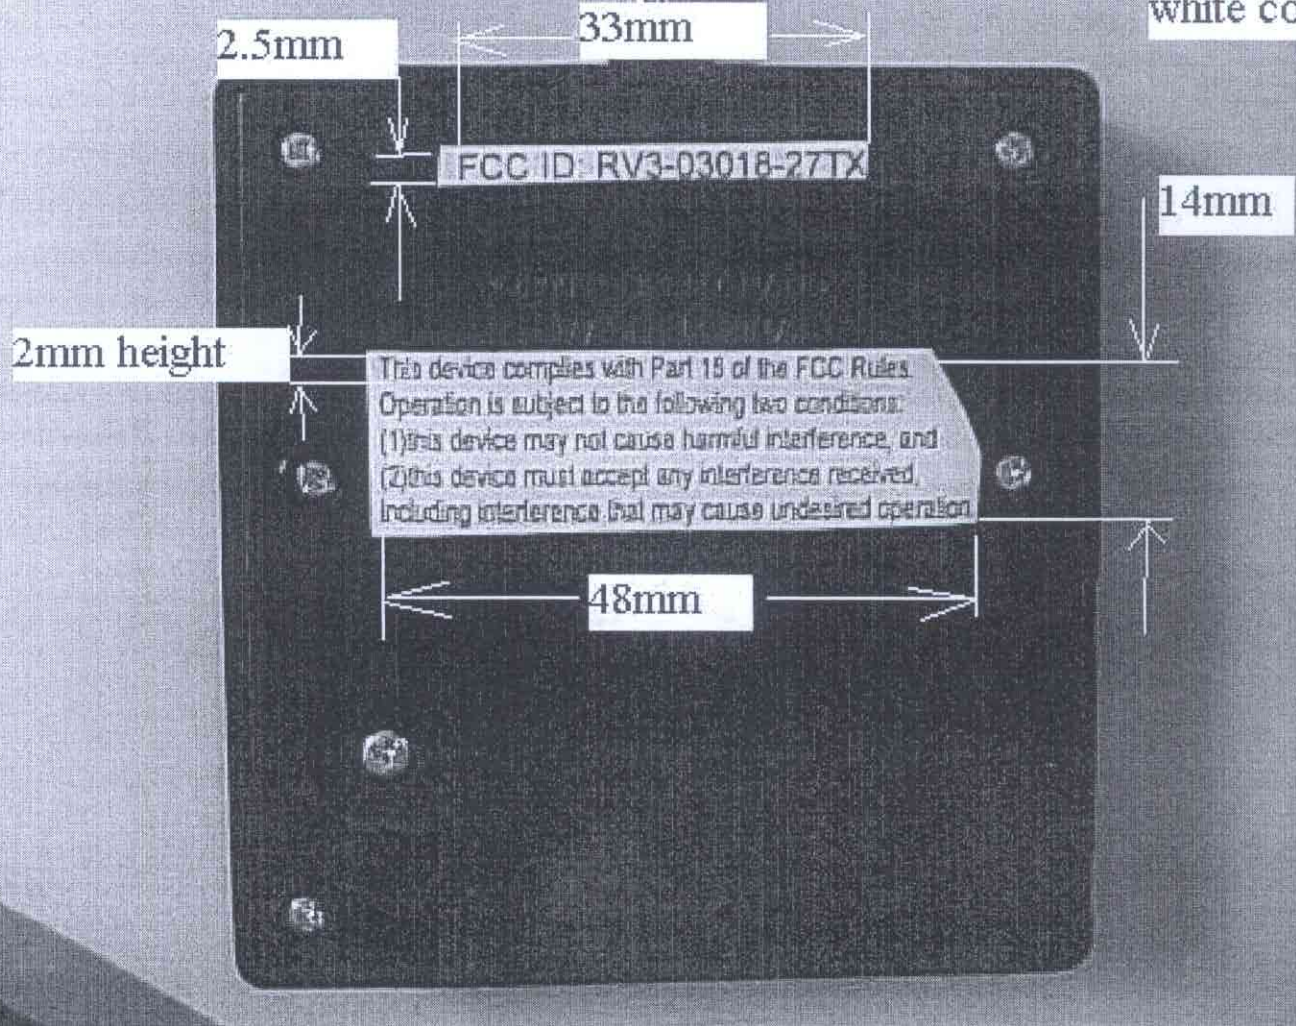 white co
33mm
2.5mm
FCC ID: RV3-03018-27TX
14mm
2mm height
This device complies with Part 15 of the FCC Rules.
Operation is subject to the following two conditions:
(1)this device may not cause harmful interference, and
(2)this device must accept any interference received,
including interference that may cause undesired operation
48mm